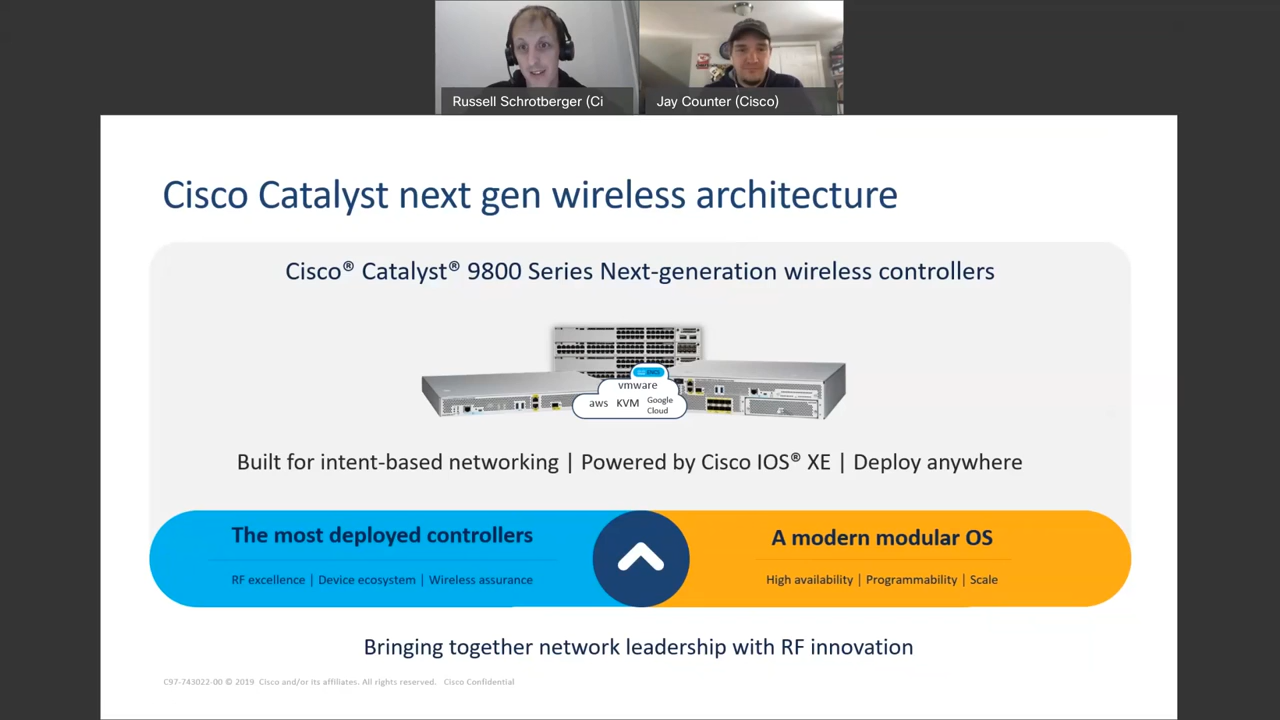 Russell Schrotberger (Ci
Jay Counter (Cisco)
Cisco Catalyst next gen wireless architecture
Cisco® Catalyst® 9800 Series Next-generation wireless controllers
vmware
aws KVM Google Cloud
Built for intent-based networking | Powered by Cisco IOS® XE | Deploy anywhere
The most deployed controllers
RF excellence | Device ecosystem | Wireless assurance
A modern modular OS
High availability | Programmability | Scale
Bringing together network leadership with RF innovation
C97-743022-00 © 2019 Cisco and/or its affiliates. All rights reserved. Cisco Confidential